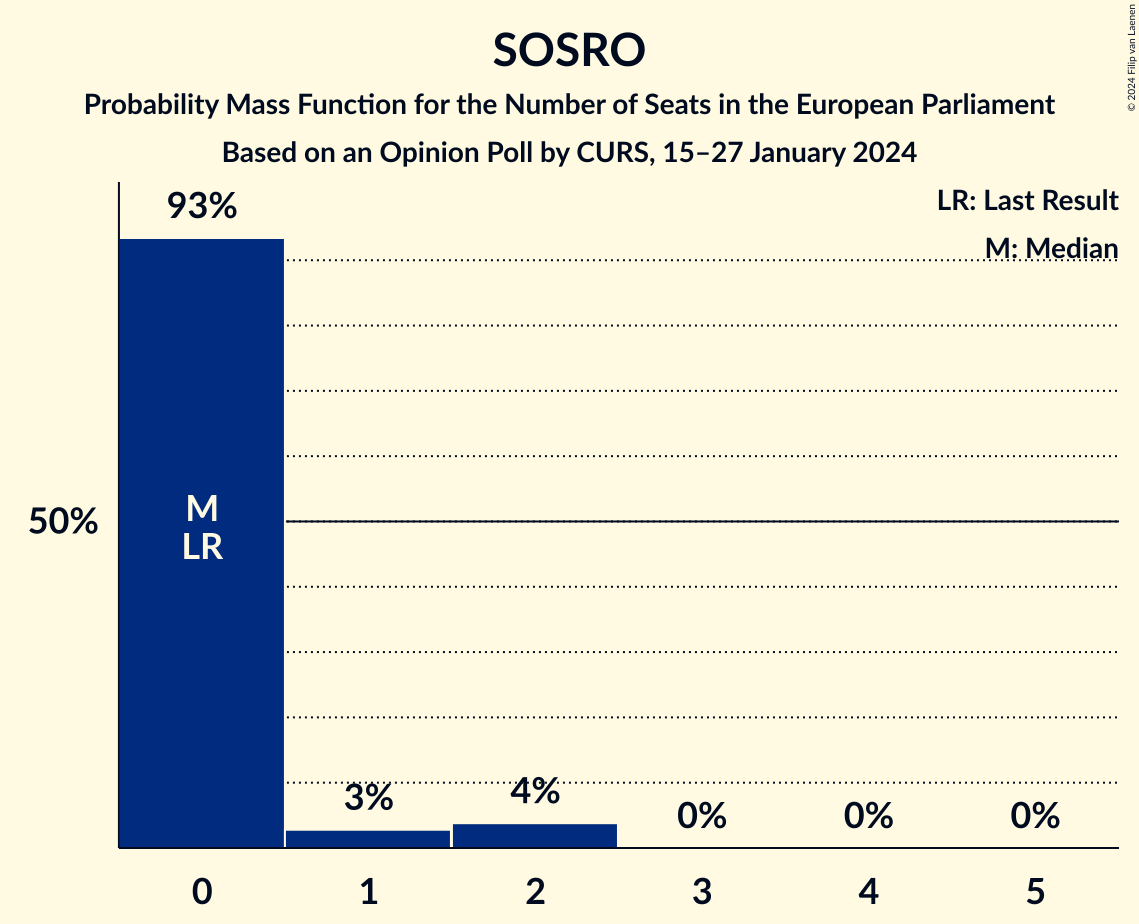 SOSRO
Probability Mass Function for the Number of Seats in the European Parliament
Based on an Opinion Poll by CURS, 15–27 January 2024
© 2024 Filip van Laenen
LR: Last Result
M: Median
93%
50%
M
LR
3%
4%
0%
0%
0%
0
1
2
3
4
5